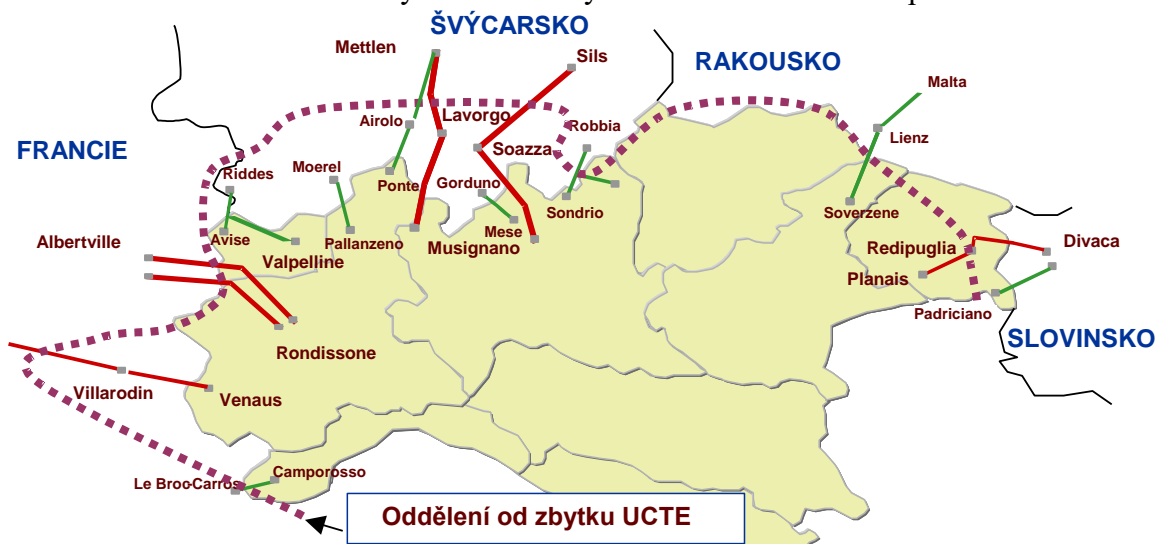 ŠVÝCARSKO
Mettlen
Sils
RAKOUSKO
Malta
Airolo
Lavorgo
Robbia
Lienz
FRANCIE
Riddes
Moerel
Ponte
Soazza
Gorduno
Sondrio
Soverzene
Albertville
Avise
Valpelline
Pallanzeno
Musignano
Mese
Redipuglia
Divaca
Planais
Padriciano
SLOVINSKO
Rondissone
Villarodin
Venaus
Le Broo-Carros
Camporosso
Oddělení od zbytku UCTE